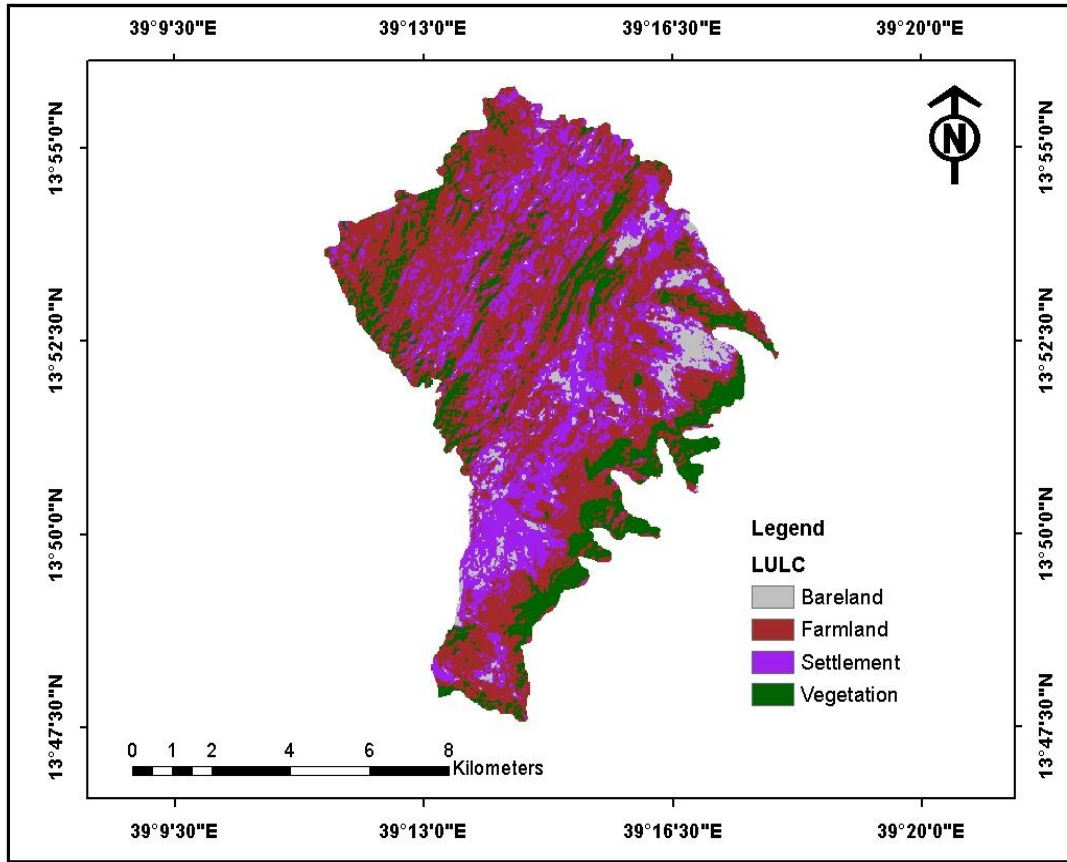 39°9'30"E 39°13'0"E 39°16'30"E 39°20'0"E
13°55'0"N 13°55'0"N
N
13°52'30"N 13°52'30"N
13°50'0"N 13°50'0"N
Legend
LULC
Bareland
Farmland
Settlement
Vegetation
13°47'30"N 13°47'30"N
0 1 2 4 6 8
Kilometers
39°9'30"E 39°13'0"E 39°16'30"E 39°20'0"E